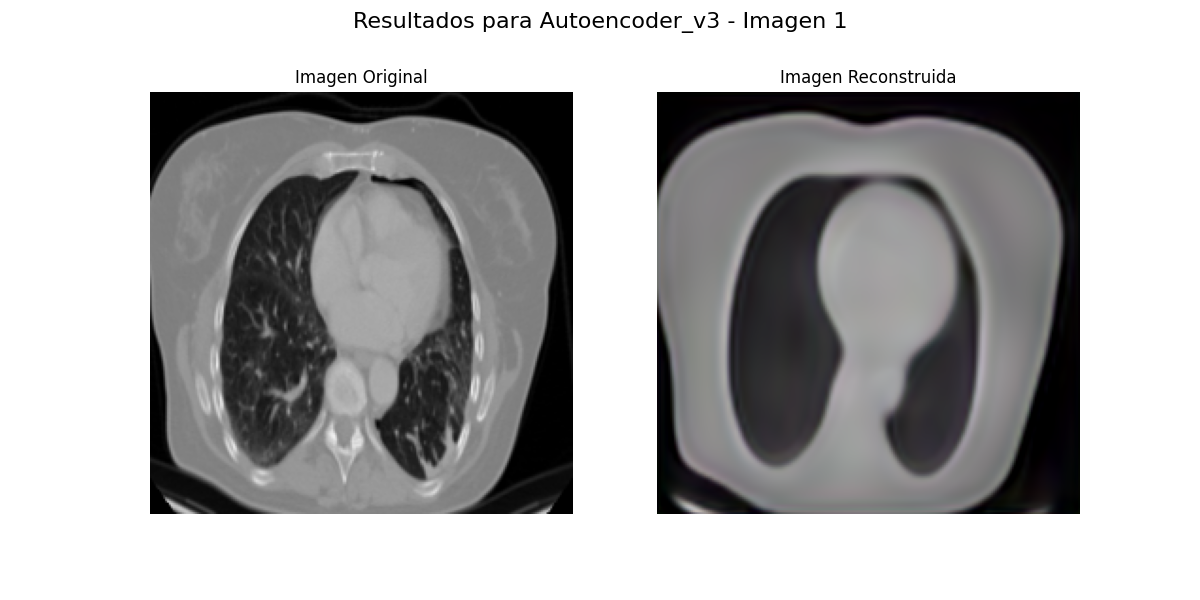 Resultados para Autoencoder_v3 - Imagen 1
Imagen Original
Imagen Reconstruida